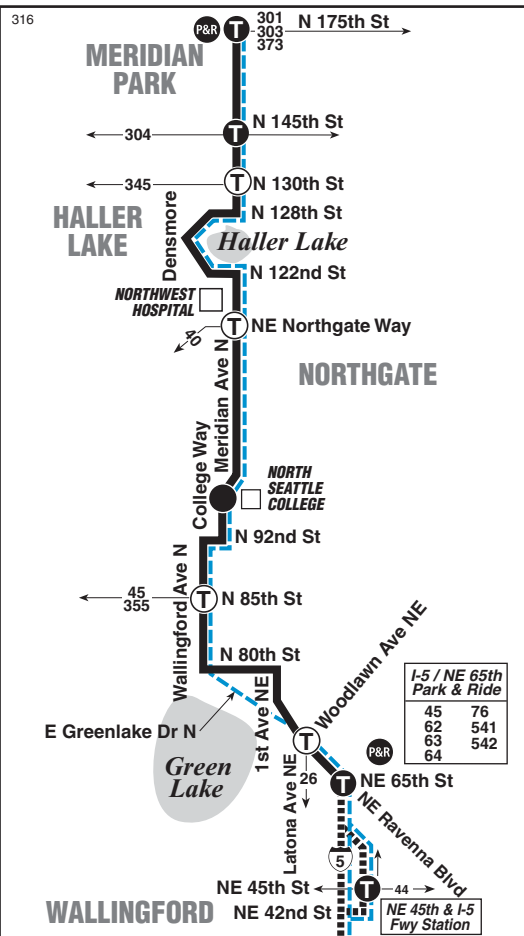 316
P&R
T
301
303
373
N 175th St
MERIDIAN
PARK
304
T
N 145th St
345
T
N 130th St
HALLER
LAKE
N 128th St
Densmore
Haller Lake
N 122nd St
NORTHWEST
HOSPITAL
T
NE Northgate Way
40
Meridian Ave N
NORTHGATE
College Way
NORTH
SEATTLE
COLLEGE
N 92nd St
Wallingford Ave N
45
355
T
N 85th St
N 80th St
Woodlawn Ave NE
I-5 / NE 65th
Park & Ride
45 76
62 541
63 542
64
E Greenlake Dr N
1st Ave NE
T
P&R
Green
Lake
26
Latona Ave NE
T
NE 65th St
NE Ravenna Blvd
5
NE 45th St
T
44
WALLINGFORD
NE 42nd St
NE 45th & I-5
Fwy Station